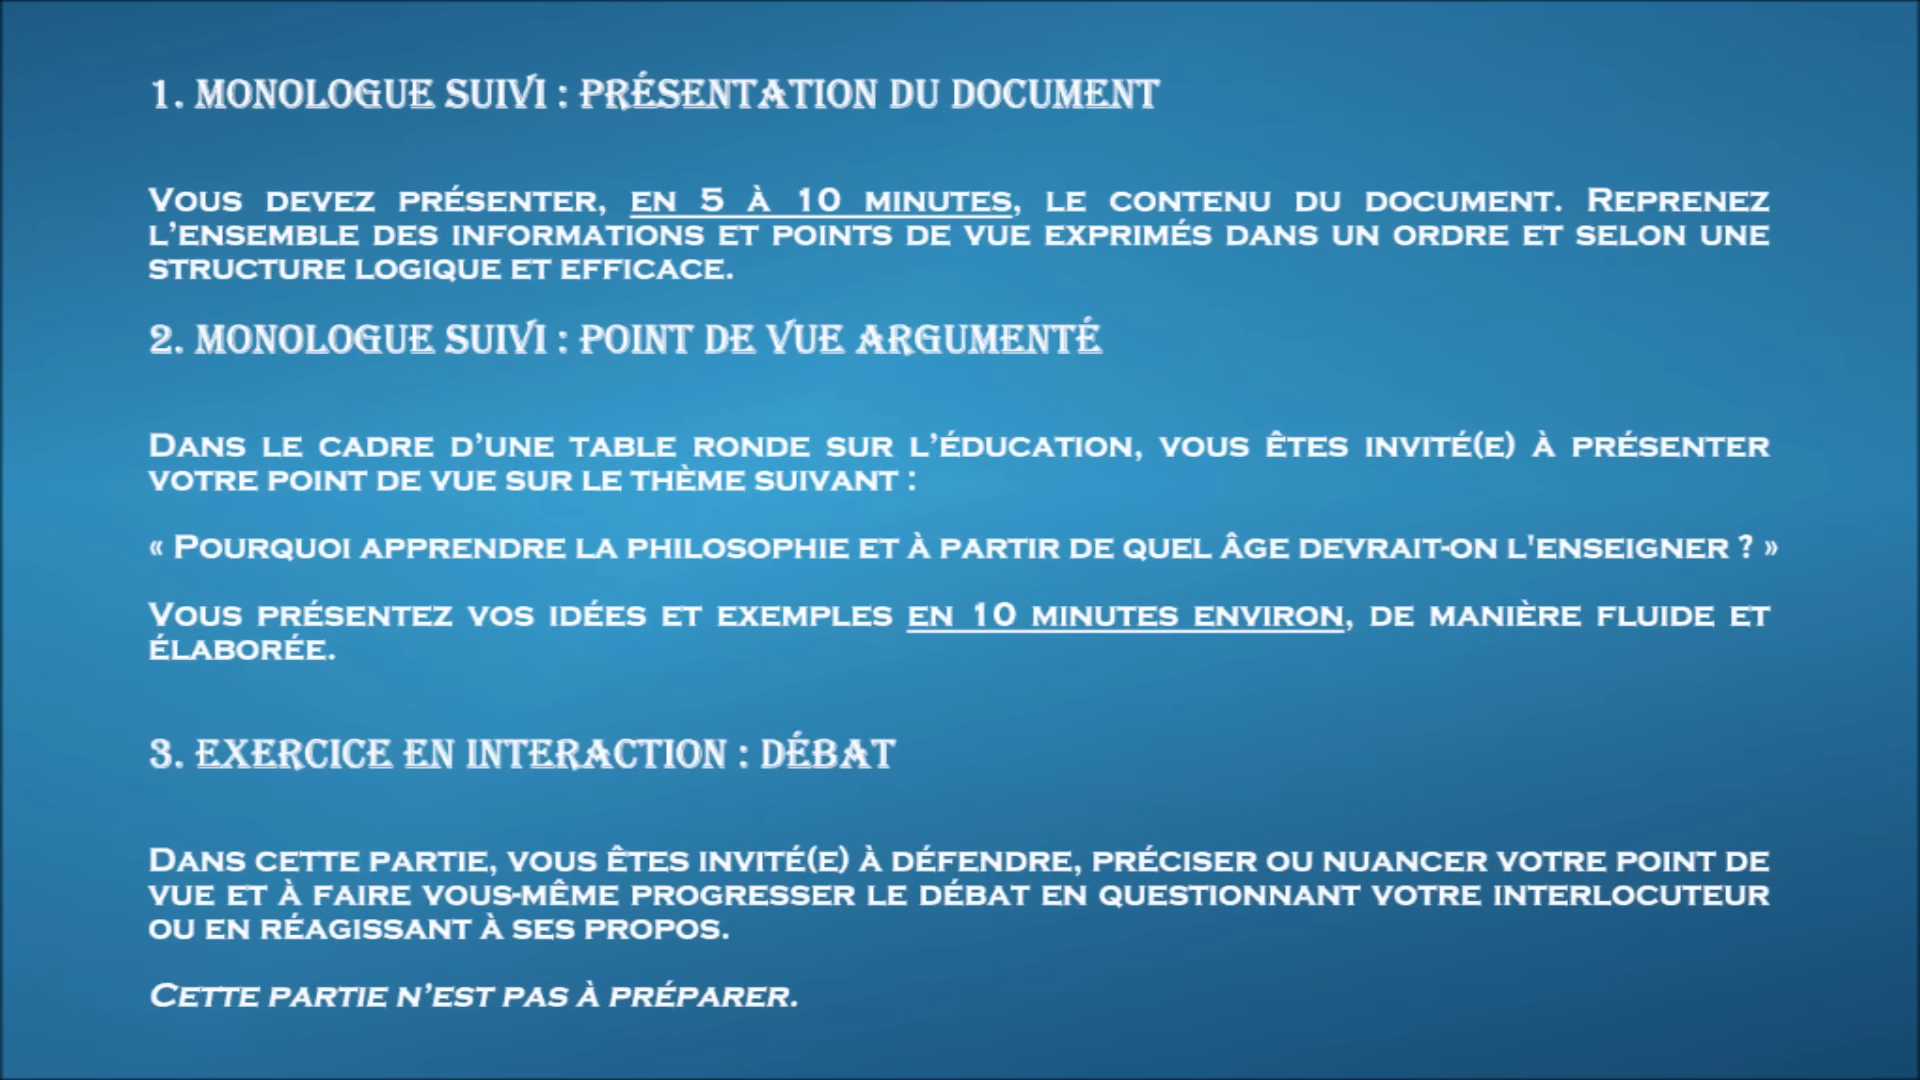 1. MONOLOGUE SUIVI : PRÉSENTATION DU DOCUMENT
VOUS DEVEZ PRÉSENTER, EN 5 À 10 MINUTES, LE CONTENU DU DOCUMENT. REPRENEZ
L’ENSEMBLE DES INFORMATIONS ET POINTS DE VUE EXPRIMÉS DANS UN ORDRE ET SELON UNE
STRUCTURE LOGIQUE ET EFFICACE.
2. MONOLOGUE SUIVI : POINT DE VUE ARGUMENTÉ
DANS LE CADRE D’UNE TABLE RONDE SUR L’ÉDUCATION, VOUS ÊTES INVITÉ(E) À PRÉSENTER
VOTRE POINT DE VUE SUR LE THÈME SUIVANT :
« POURQUOI APPRENDRE LA PHILOSOPHIE ET À PARTIR DE QUEL ÂGE DEVRAIT-ON L'ENSEIGNER ? »
VOUS PRÉSENTEZ VOS IDÉES ET EXEMPLES EN 10 MINUTES ENVIRON, DE MANIÈRE FLUIDE ET
ÉLABORÉE.
3. EXERCICE EN INTERACTION : DÉBAT
DANS CETTE PARTIE, VOUS ÊTES INVITÉ(E) À DÉFENDRE, PRÉCISER OU NUANCER VOTRE POINT DE
VUE ET À FAIRE VOUS-MÊME PROGRESSER LE DÉBAT EN QUESTIONNANT VOTRE INTERLOCUTEUR
OU EN RÉAGISSANT À SES PROPOS.
CETTE PARTIE N’EST PAS À PRÉPARER.